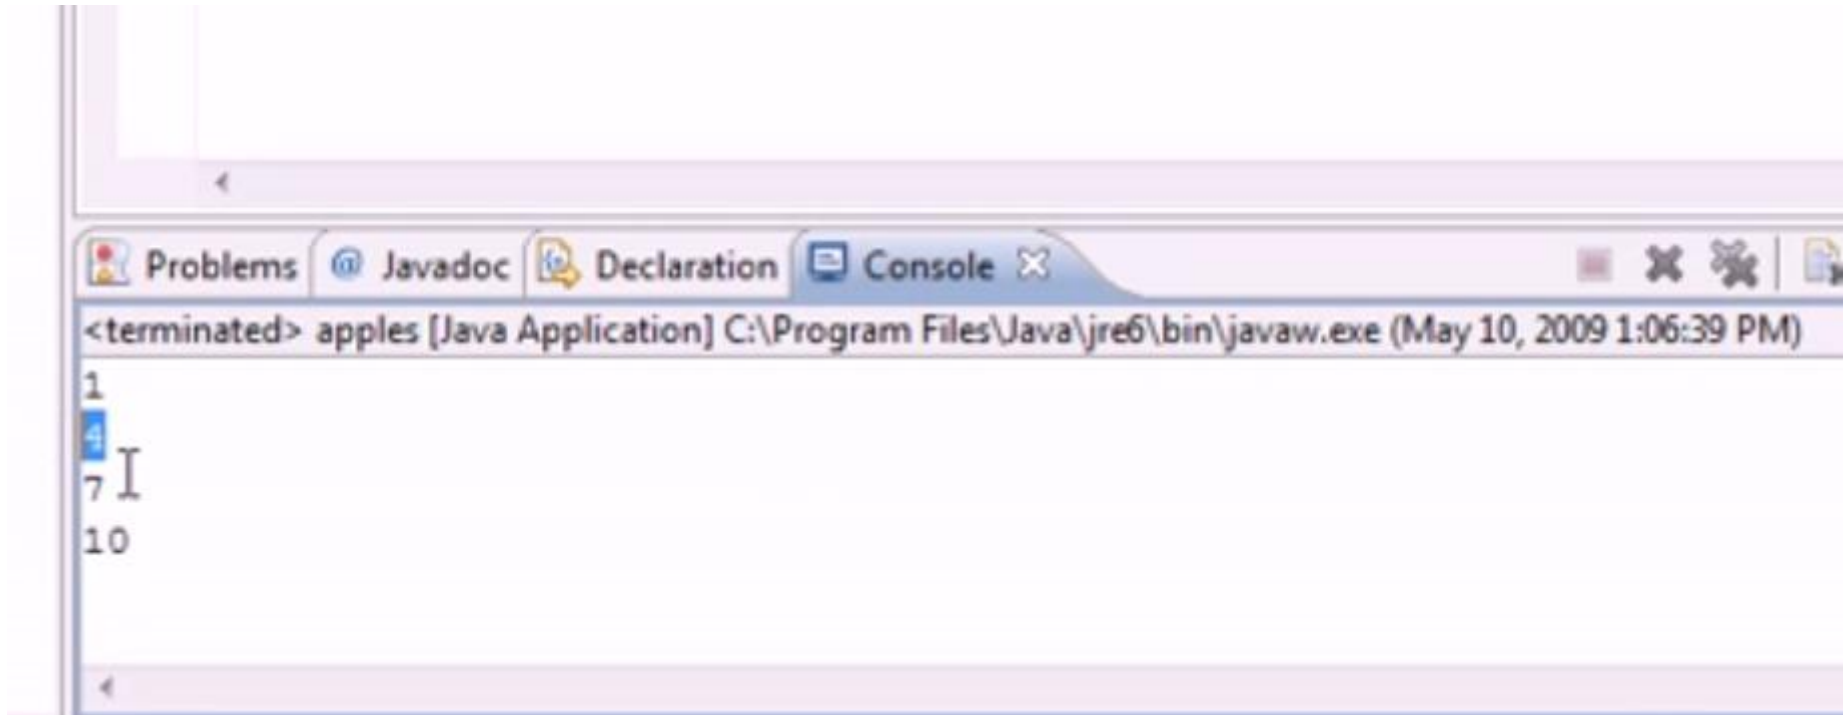 Problems @ Javadoc Declaration Console
<terminated> apples [Java Application] C:\Program Files\Java\jre6\bin\javaw.exe (May 10, 2009 1:06:39 PM)
1
4
7
10